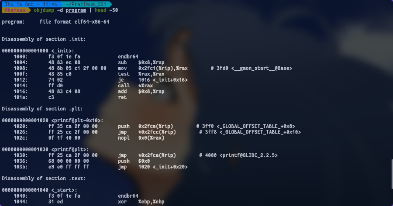 objdump -d program | head -50
program:     file format elf64-x86-64
Disassembly of section .init:
0000000000001000 <_init>:
1000: f3 0f 1e fa endbr64
1004: 48 83 ec 08 sub $0x8,%rsp
1008: 48 8b 05 c1 2f 00 00 mov 0x2fc1(%rip),%rax # 3fd0 <__gmon_start__@Base>
100f: 48 85 c0 test %rax,%rax
1012: 74 02 je 1016 <_init+0x16>
1014: ff d0 call *%rax
1016: 48 83 c4 08 add $0x8,%rsp
101a: c3 ret
Disassembly of section .plt:
0000000000001020 <printf@plt-0x10>:
1020: ff 35 ca 2f 00 00 push 0x2fca(%rip) # 3ff0 <_GLOBAL_OFFSET_TABLE_+0x8>
1026: ff 25 cc 2f 00 00 jmp *0x2fcc(%rip) # 3ff8 <_GLOBAL_OFFSET_TABLE_+0x10>
102c: 0f 1f 40 00 nopl 0x0(%rax)
0000000000001030 <printf@plt>:
1030: ff 25 ca 2f 00 00 jmp *0x2fca(%rip) # 4000 <printf@GLIBC_2.2.5>
1036: 68 00 00 00 00 push $0x0
103b: e9 e0 ff ff ff jmp 1020 <_init+0x20>
Disassembly of section .text:
0000000000001040 <_start>:
1040: f3 0f 1e fa endbr64
1044: 31 ed xor %ebp,%ebp